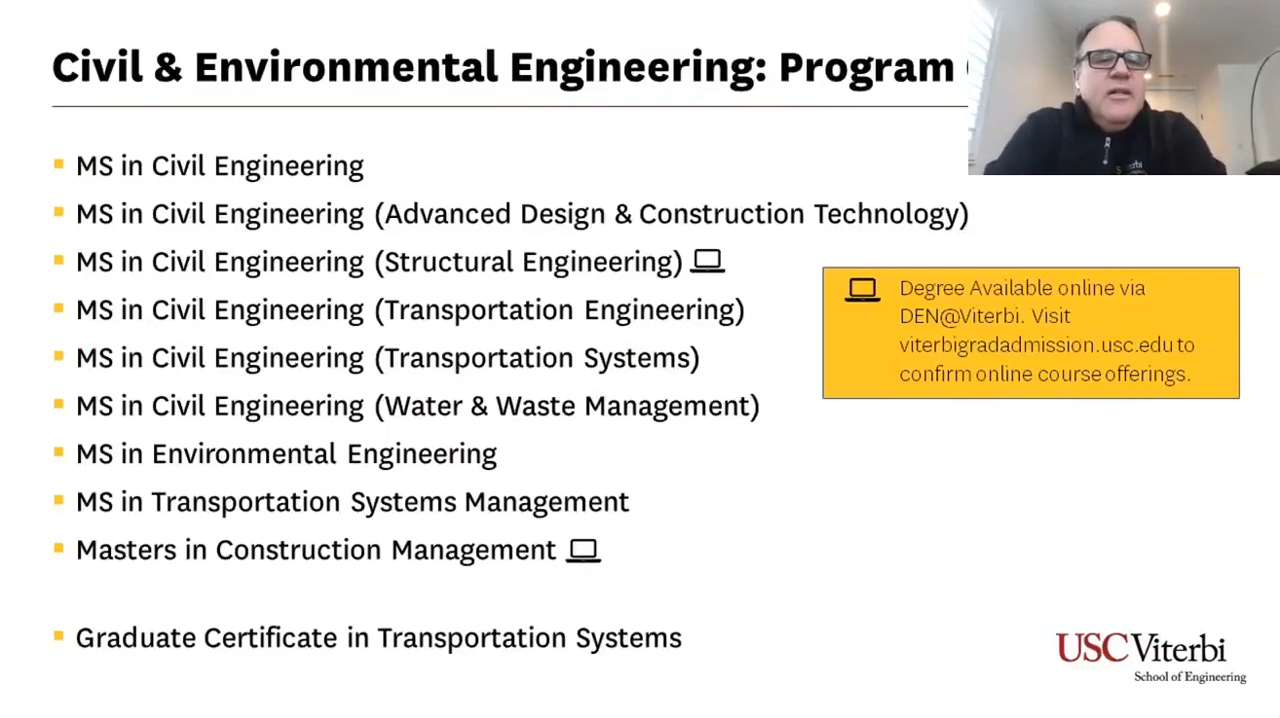 Civil & Environmental Engineering: Program
MS in Civil Engineering
MS in Civil Engineering (Advanced Design & Construction Technology)
MS in Civil Engineering (Structural Engineering)
MS in Civil Engineering (Transportation Engineering)
MS in Civil Engineering (Transportation Systems)
MS in Civil Engineering (Water & Waste Management)
MS in Environmental Engineering
MS in Transportation Systems Management
Masters in Construction Management
Graduate Certificate in Transportation Systems
Degree Available online via
DEN@Viterbi. Visit
viterbigradadmission.usc.edu to
confirm online course offerings.
USC Viterbi
School of Engineering